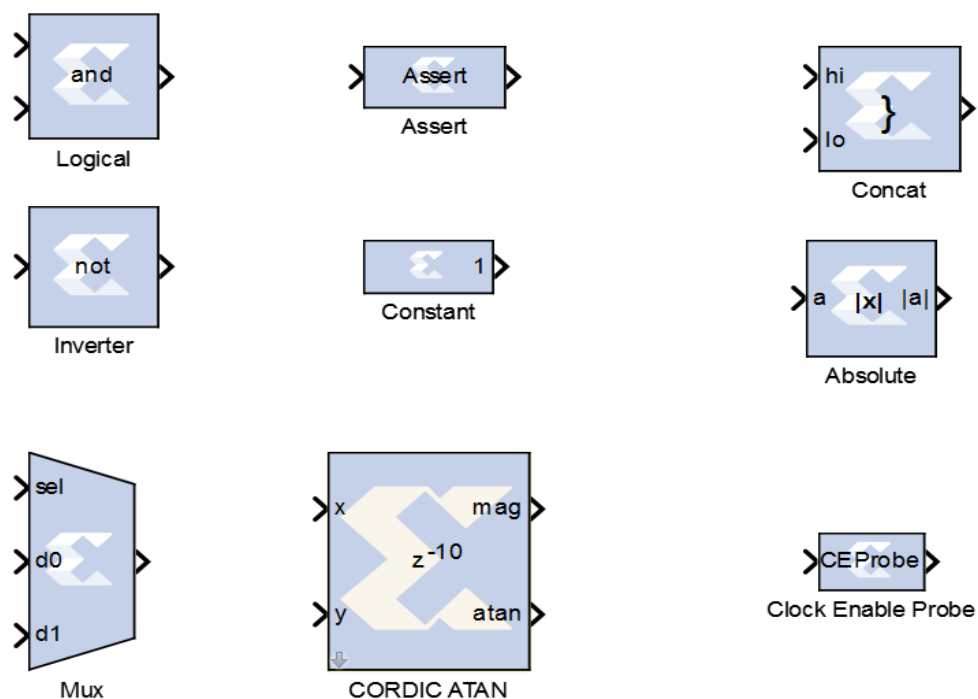 and
Logical
Assert
Assert
hi
lo
}
Concat
not
Inverter
1
Constant
a
|x|
|a|
Absolute
sel
d0
d1
Mux
x
y
z-10
mag
atan
CORDIC ATAN
CEProbe
Clock Enable Probe